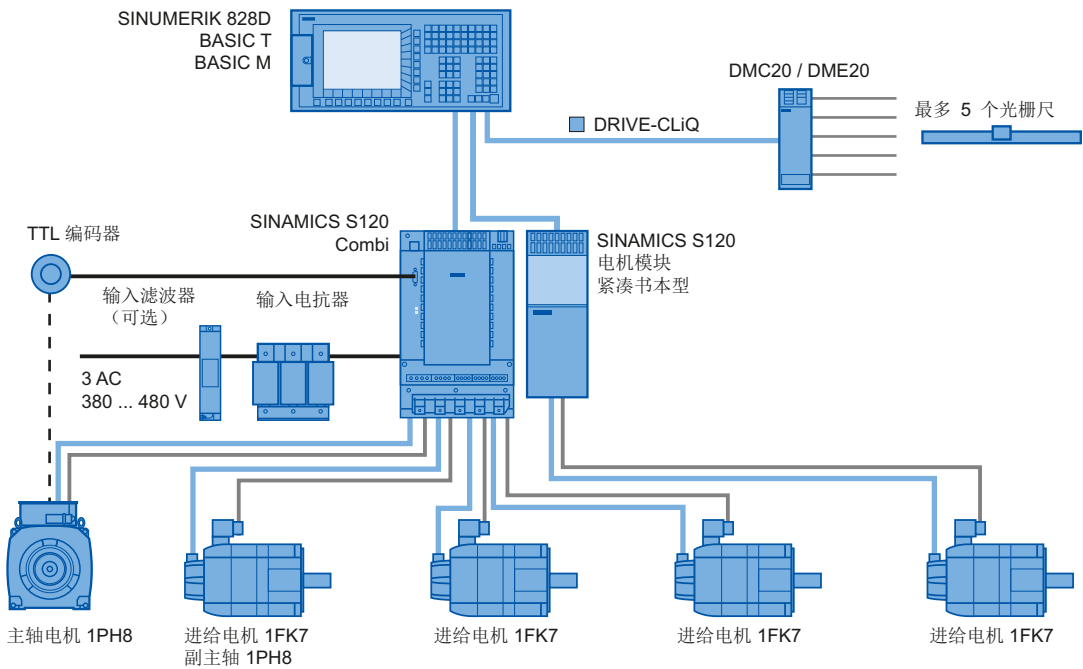 SINUMERIK 828D
BASIC T
BASIC M
DMC20 / DME20
最多 5 个光栅尺
DRIVE-CLiQ
TTL 编码器
SINAMICS S120
Combi
SINAMICS S120
电机模块
紧凑书本型
输入滤波器
（可选）
输入电抗器
3 AC
380 ... 480 V
主轴电机 1PH8
进给电机 1FK7
副主轴 1PH8
进给电机 1FK7
进给电机 1FK7
进给电机 1FK7